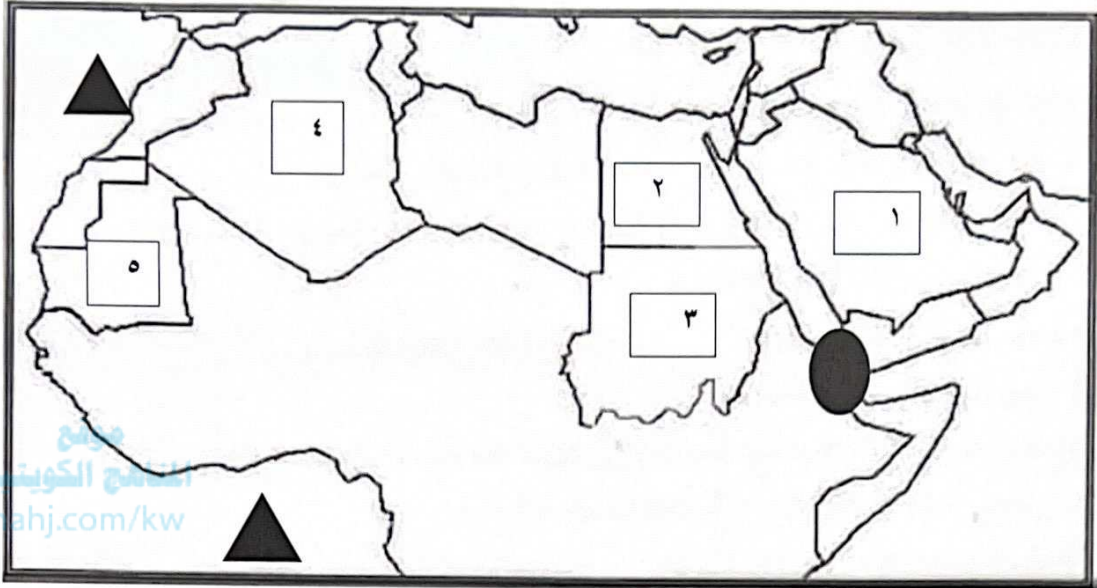 ٤
٢
١
٥
٣
موقع
المناهج الكويتية
ahj.com/kw